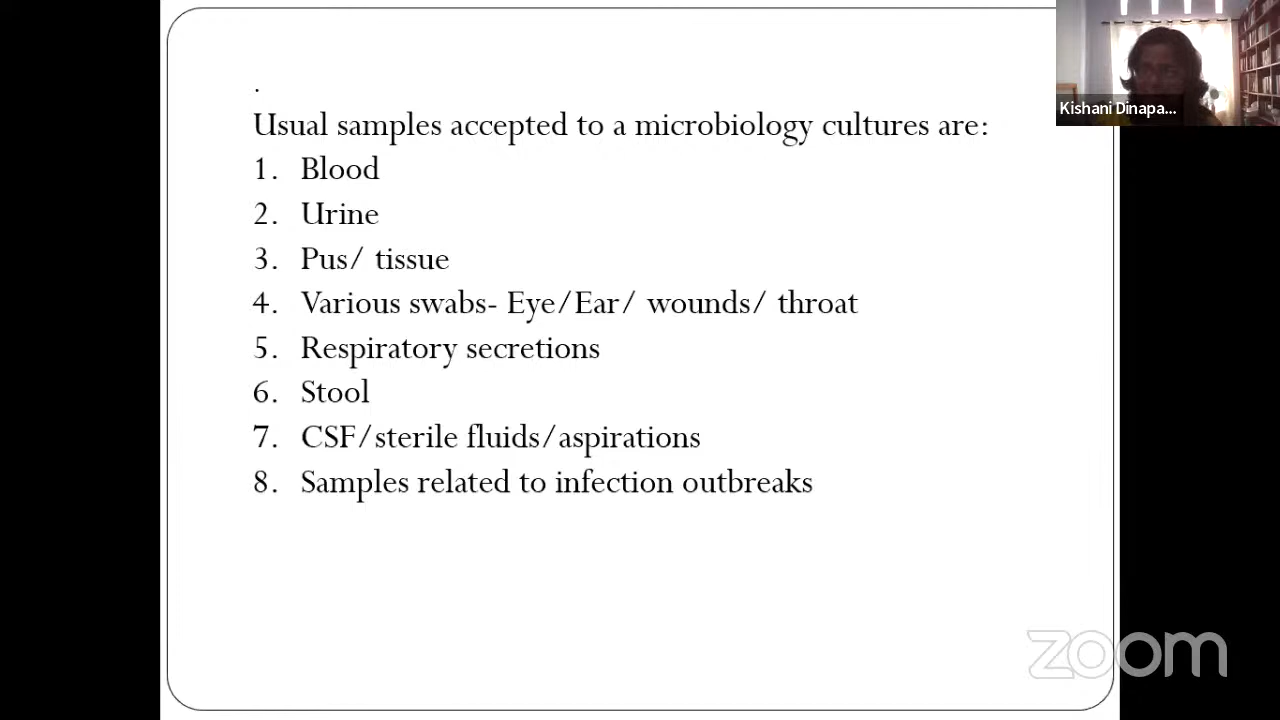 .
Usual samples accepted to a microbiology cultures are:
1. Blood
2. Urine
3. Pus/ tissue
4. Various swabs- Eye/Ear/ wounds/ throat
5. Respiratory secretions
6. Stool
7. CSF/sterile fluids/aspirations
8. Samples related to infection outbreaks
Kishani Dinapa...
zoom